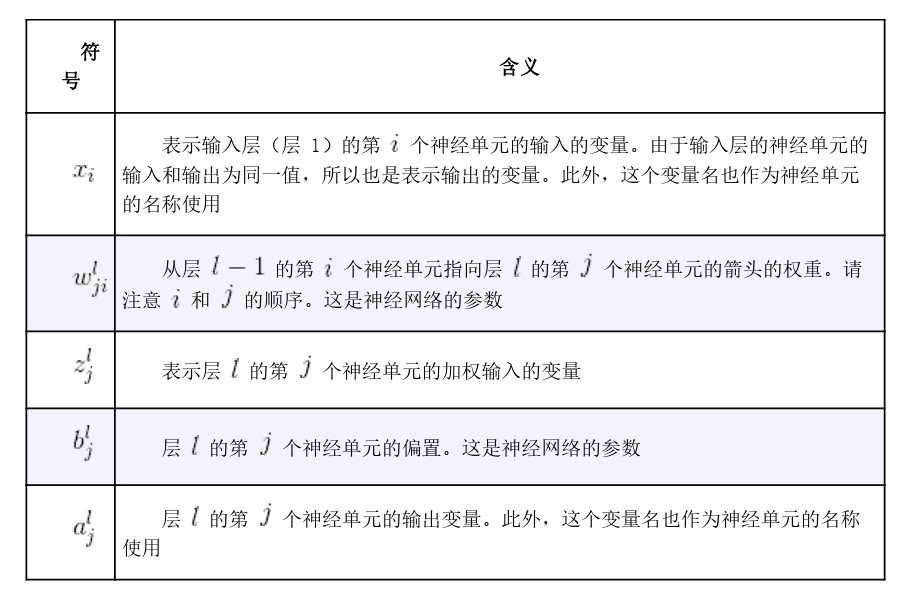 符
号
含义
x_i
表示输入层（层 1）的第 i 个神经单元的输入的变量。由于输入层的神经单元的
输入和输出为同一值，所以也是表示输出的变量。此外，这个变量名也作为神经单元
的名称使用
w_{ji}^l
从层 l − 1 的第 i 个神经单元指向层 l 的第 j 个神经单元的箭头的权重。请
注意 i 和 j 的顺序。这是神经网络的参数
z_j^l
表示层 l 的第 j 个神经单元的加权输入的变量
b_j^l
层 l 的第 j 个神经单元的偏置。这是神经网络的参数
a_j^l
层 l 的第 j 个神经单元的输出变量。此外，这个变量名也作为神经单元的名称
使用